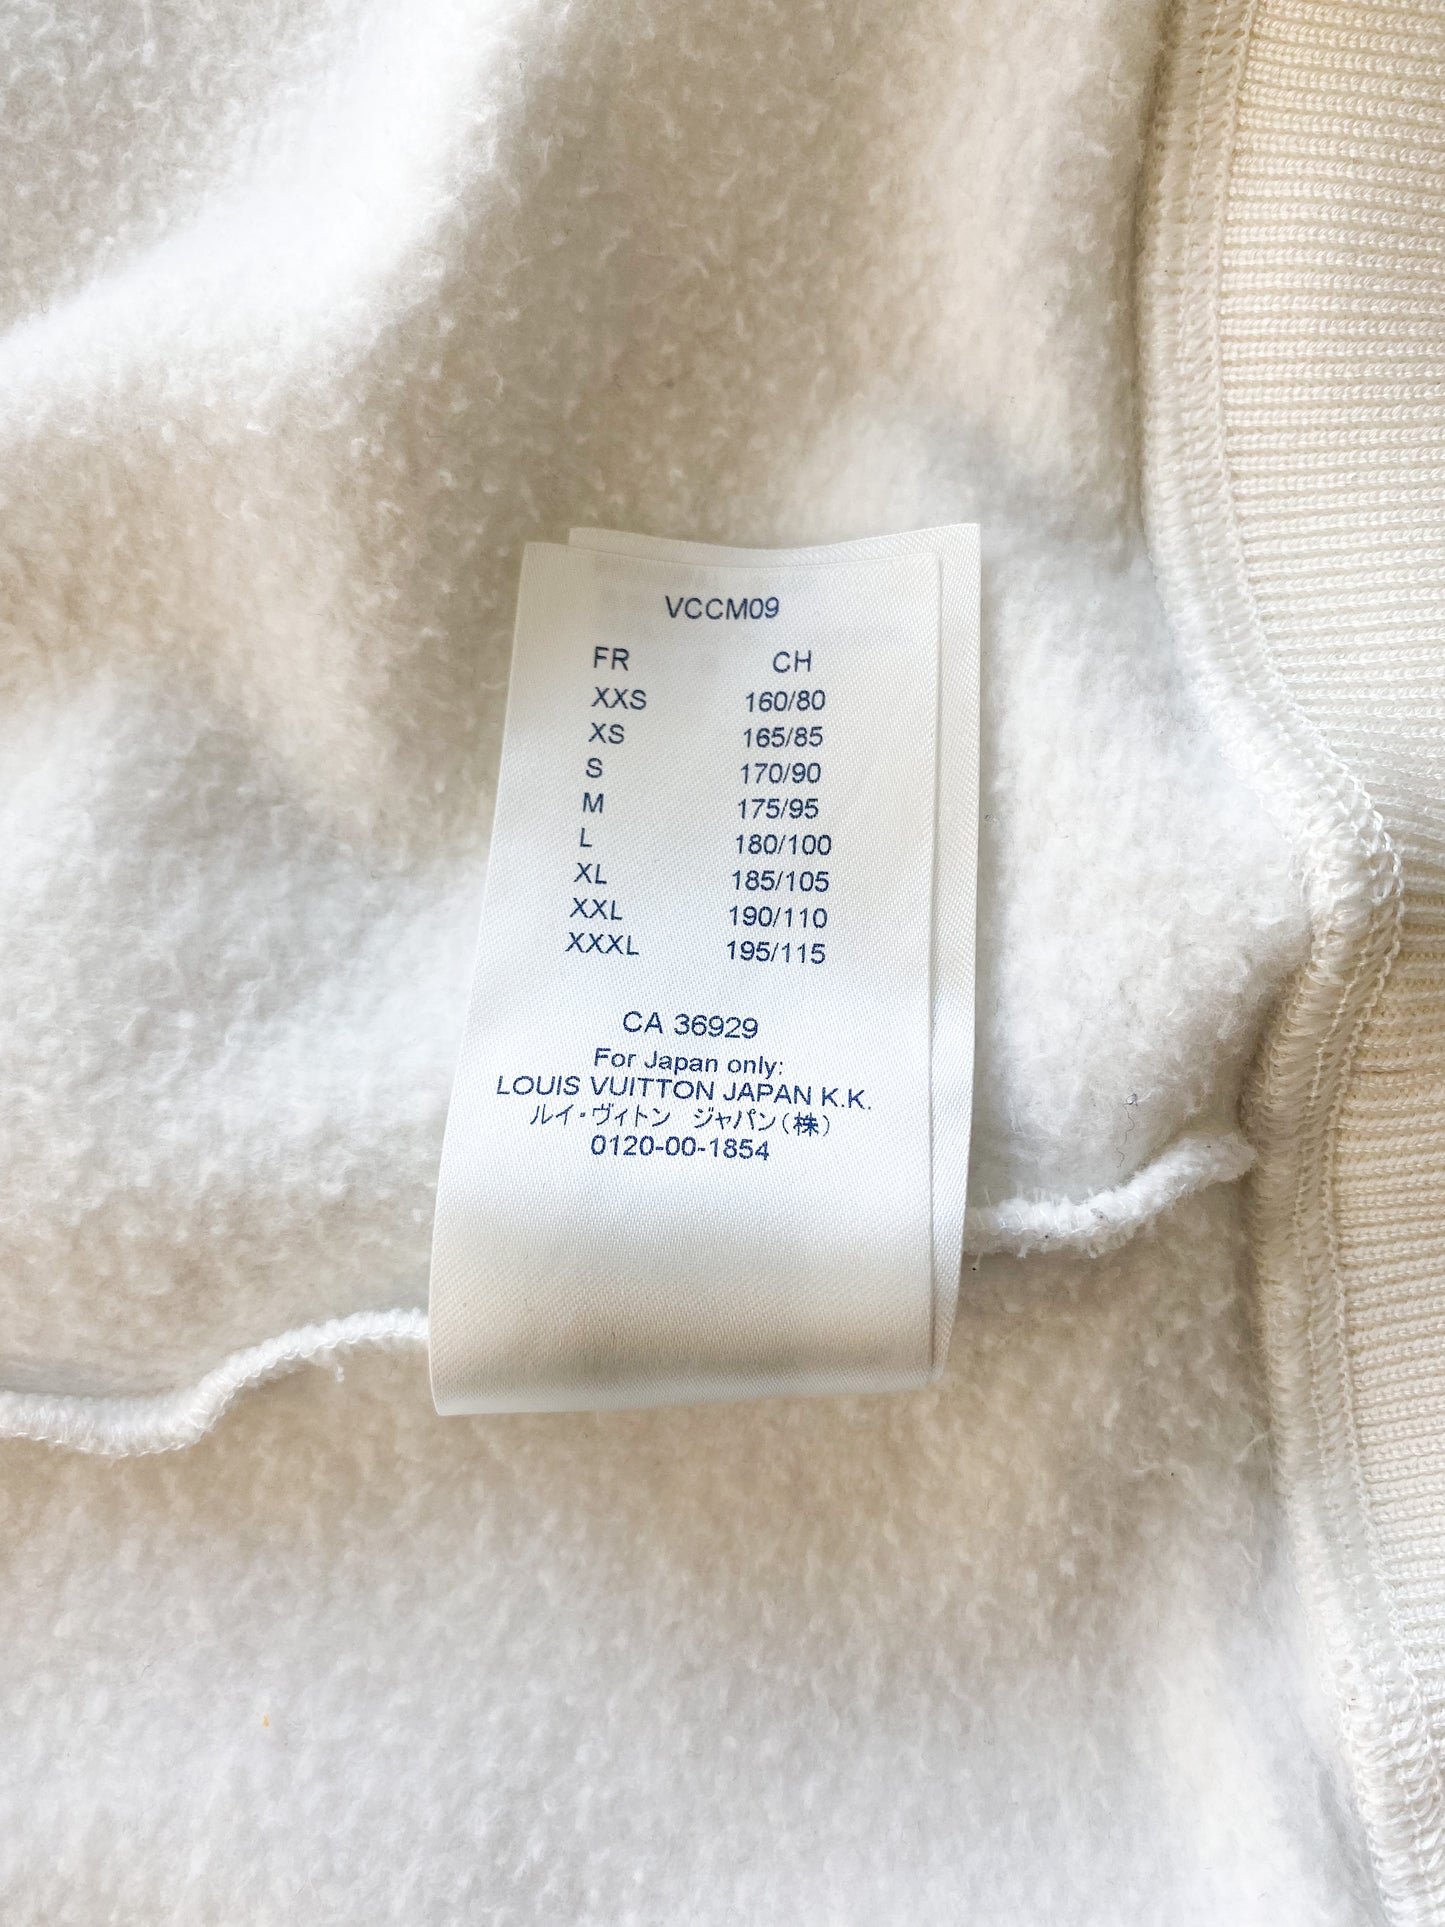 VCCM09
FR CH
XXS 160/80
XS 165/85
S 170/90
M 175/95
L 180/100
XL 185/105
XXL 190/110
XXXL 195/115
CA 36929
For Japan only:
LOUIS VUITTON JAPAN K.K.
ルイ・ヴィトン ジャパン(株)
0120-00-1854